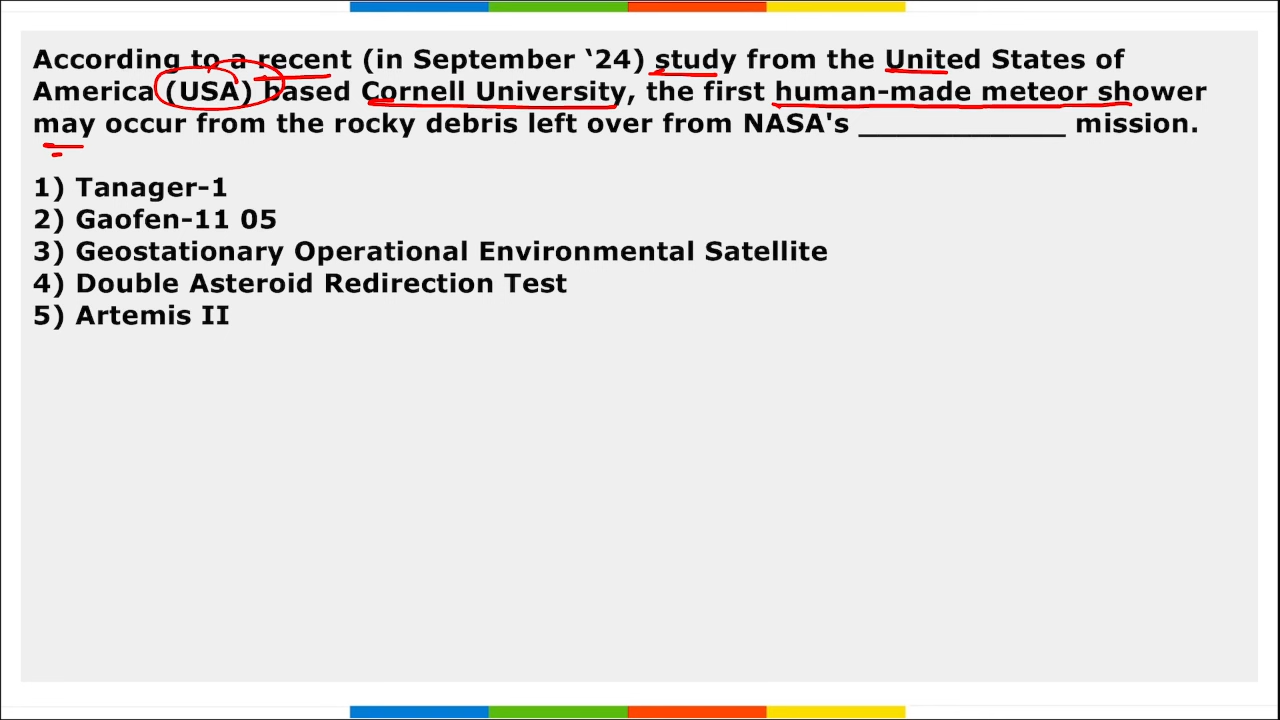 According to a recent (in September ‘24) study from the United States of
America (USA) based Cornell University, the first human-made meteor shower
may occur from the rocky debris left over from NASA's _____________ mission.
1) Tanager-1
2) Gaofen-11 05
3) Geostationary Operational Environmental Satellite
4) Double Asteroid Redirection Test
5) Artemis II